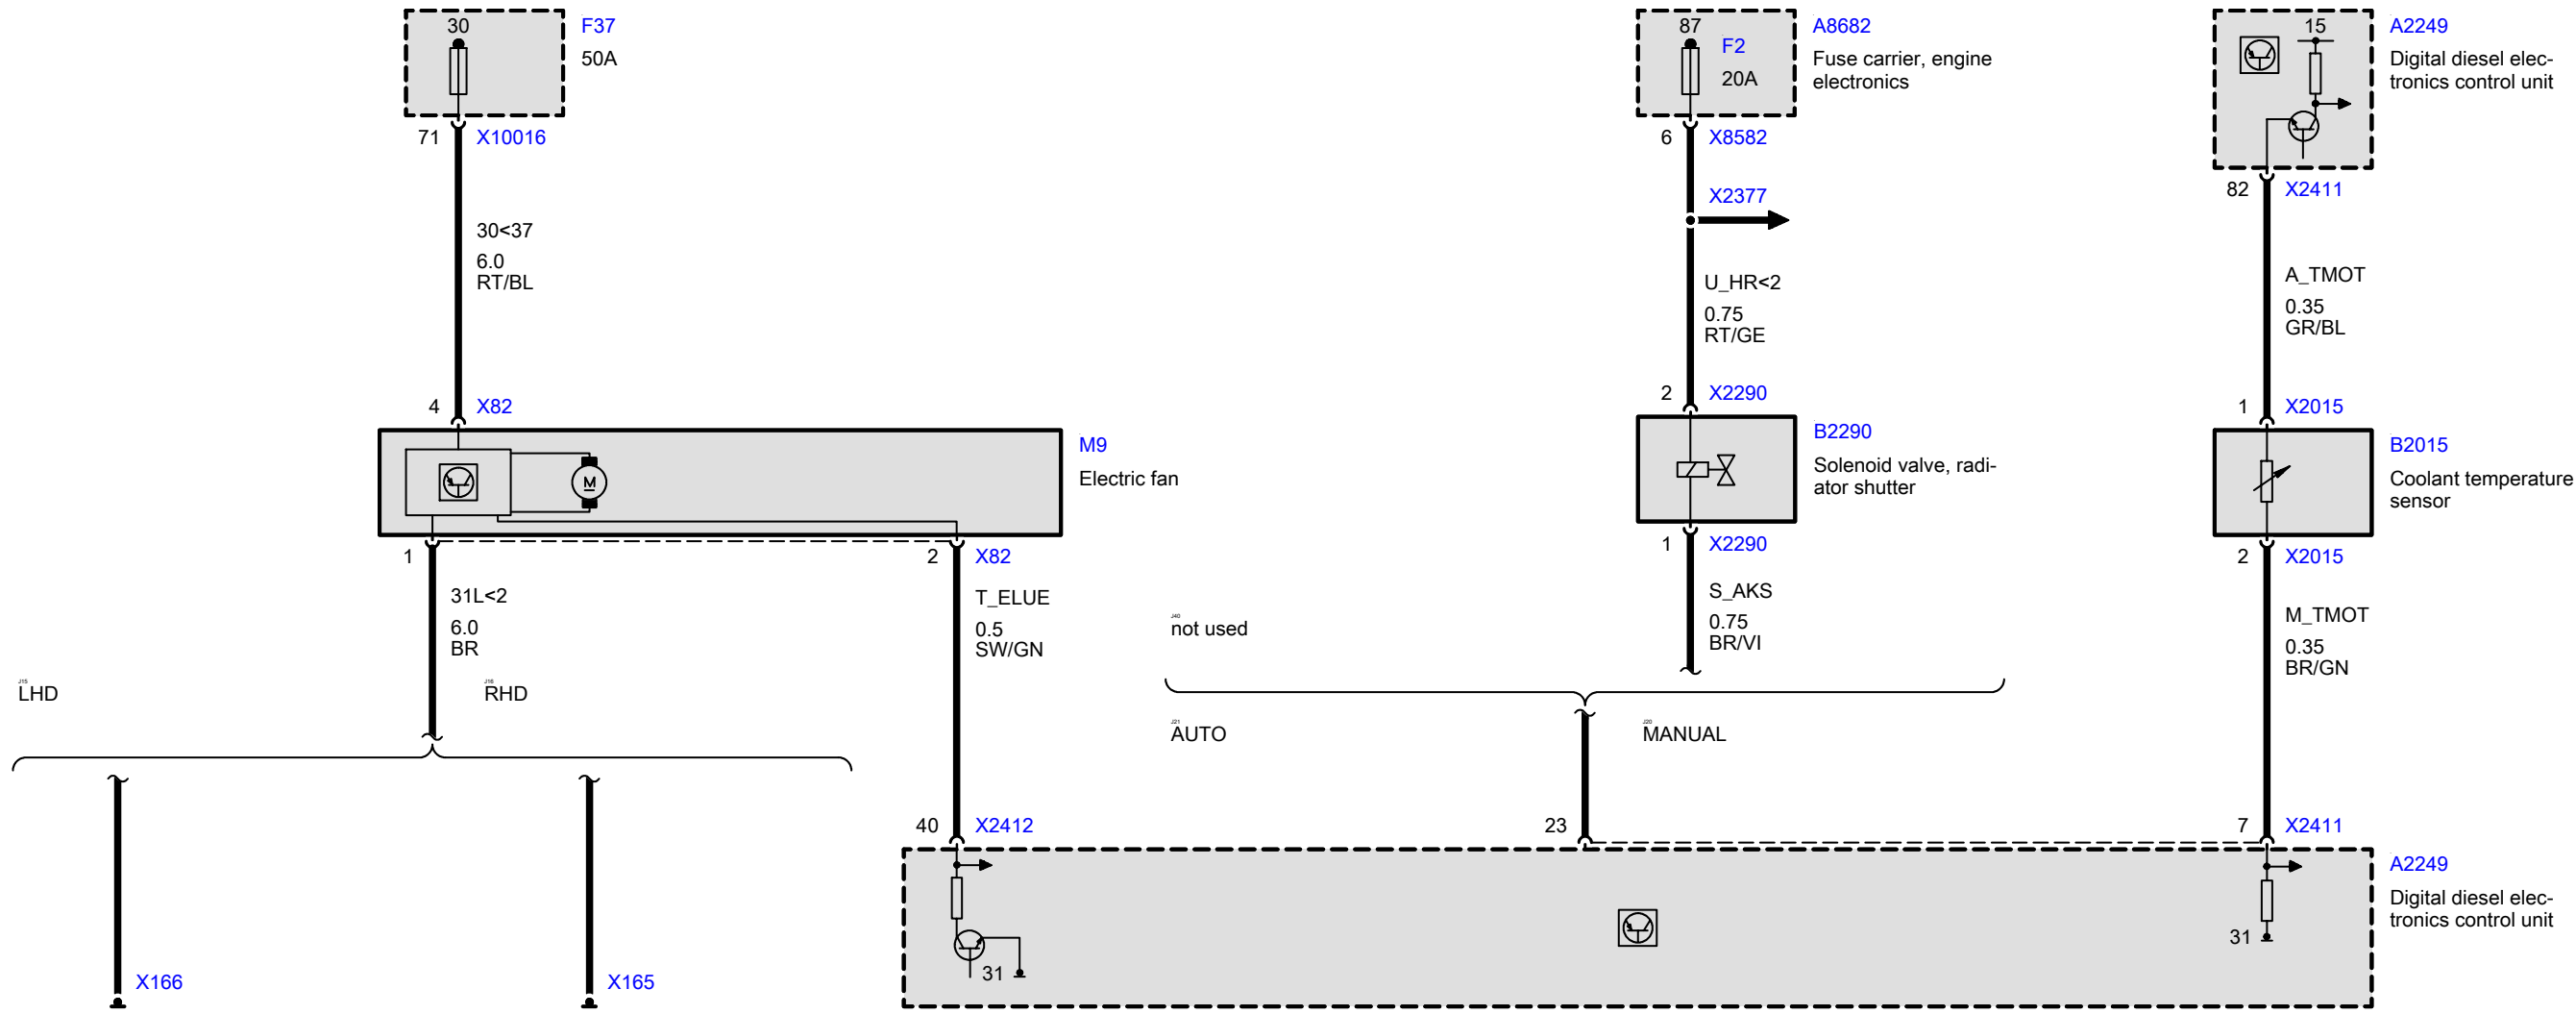 30
F37
50A
71
X10016
30<37
6.0
RT/BL
4
X82
M9
Electric fan
M
1
2
X82
31L<2
6.0
BR
T_ELUE
0.5
SW/GN
J15
LHD
J16
RHD
X166
X165
40
X2412
31
87
F2
20A
A8682
Fuse carrier, engine
electronics
6
X8582
X2377
U_HR<2
0.75
RT/GE
2
X2290
B2290
Solenoid valve, radi-
ator shutter
1
X2290
S_AKS
0.75
BR/VI
J40
not used
J21
AUTO
J20
MANUAL
23
15
A2249
Digital diesel elec-
tronics control unit
82
X2411
A_TMOT
0.35
GR/BL
1
X2015
B2015
Coolant temperature
sensor
2
X2015
M_TMOT
0.35
BR/GN
7
X2411
A2249
Digital diesel elec-
tronics control unit
31